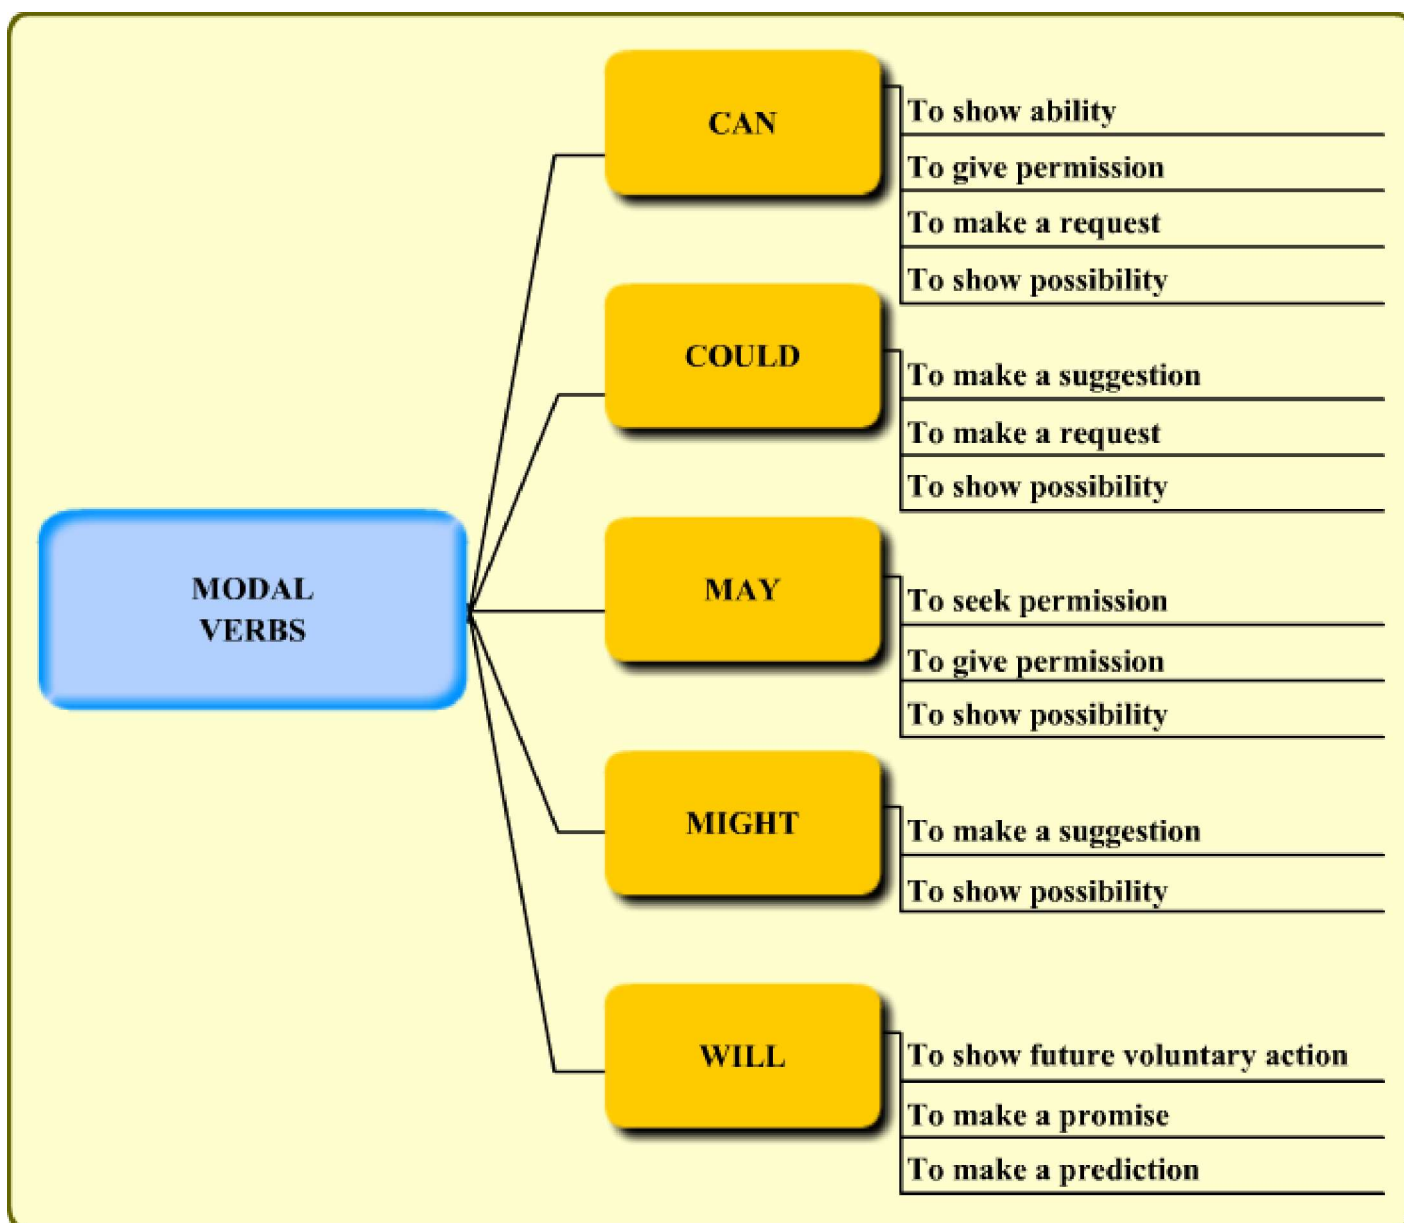 MODAL
VERBS
CAN
To show ability
To give permission
To make a request
To show possibility
COULD
To make a suggestion
To make a request
To show possibility
MAY
To seek permission
To give permission
To show possibility
MIGHT
To make a suggestion
To show possibility
WILL
To show future voluntary action
To make a promise
To make a prediction